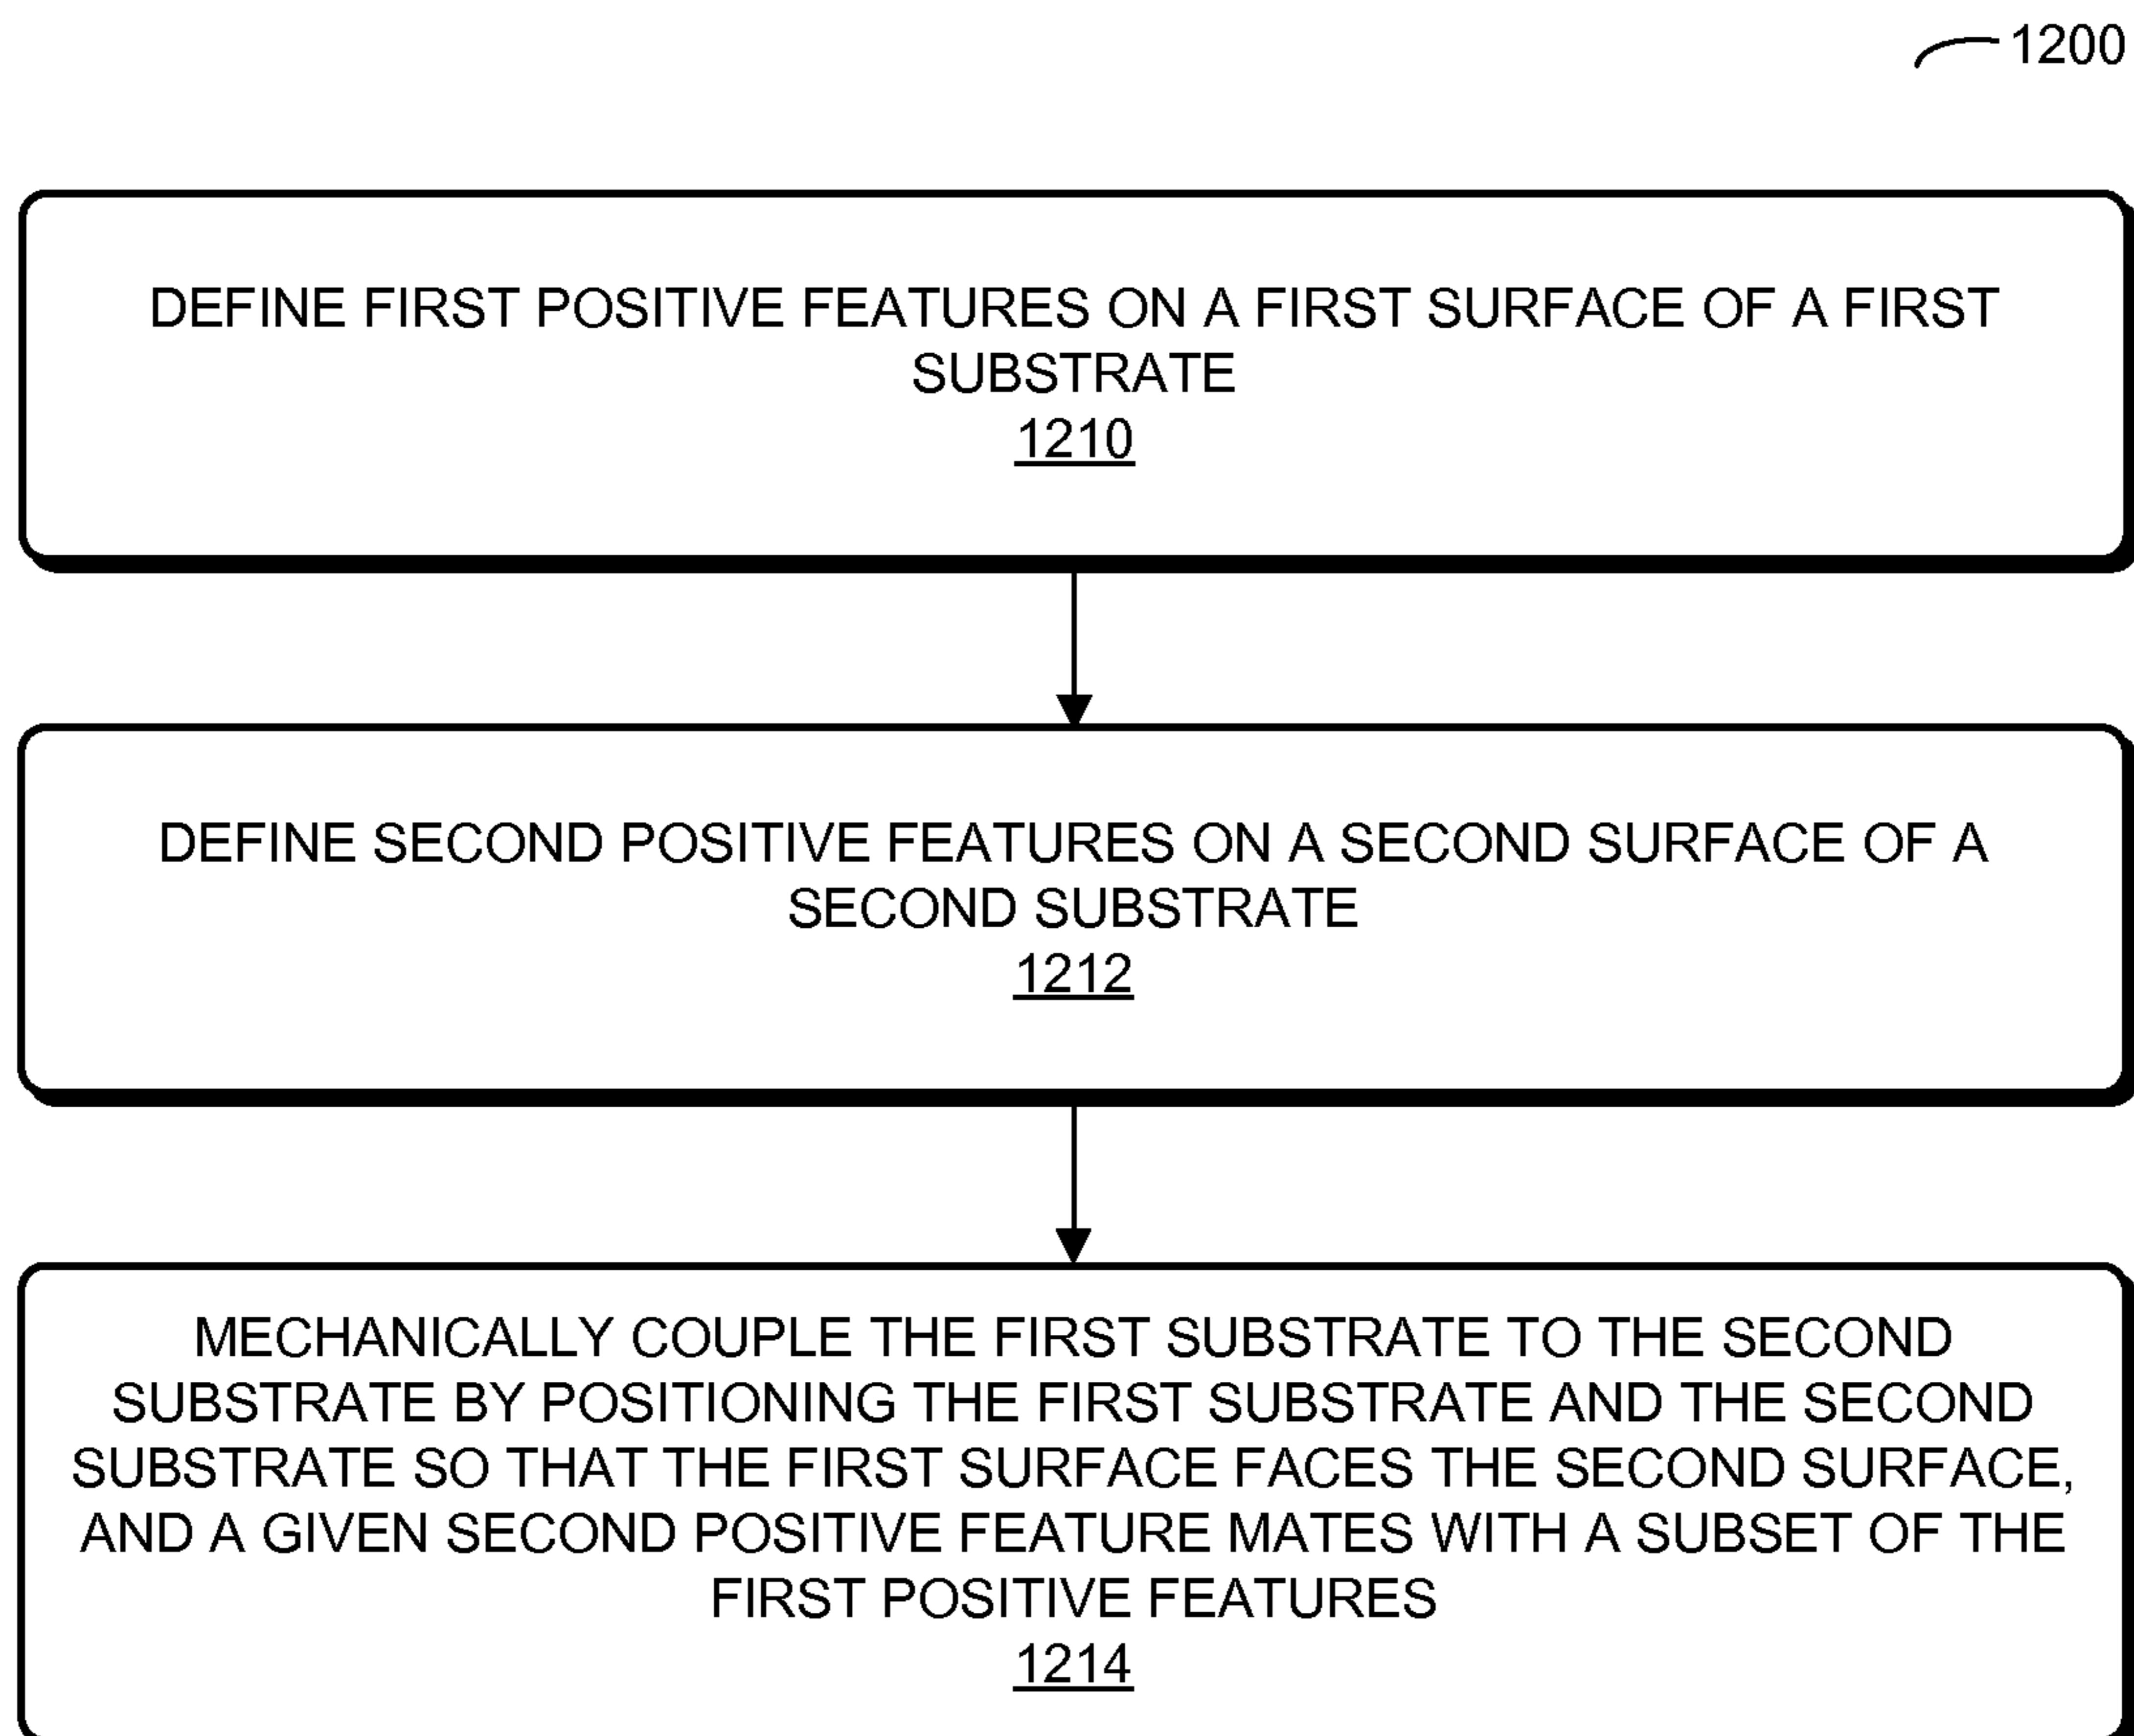 1200
DEFINE FIRST POSITIVE FEATURES ON A FIRST SURFACE OF A FIRST
SUBSTRATE
1210
DEFINE SECOND POSITIVE FEATURES ON A SECOND SURFACE OF A
SECOND SUBSTRATE
1212
MECHANICALLY COUPLE THE FIRST SUBSTRATE TO THE SECOND
SUBSTRATE BY POSITIONING THE FIRST SUBSTRATE AND THE SECOND
SUBSTRATE SO THAT THE FIRST SURFACE FACES THE SECOND SURFACE,
AND A GIVEN SECOND POSITIVE FEATURE MATES WITH A SUBSET OF THE
FIRST POSITIVE FEATURES
1214